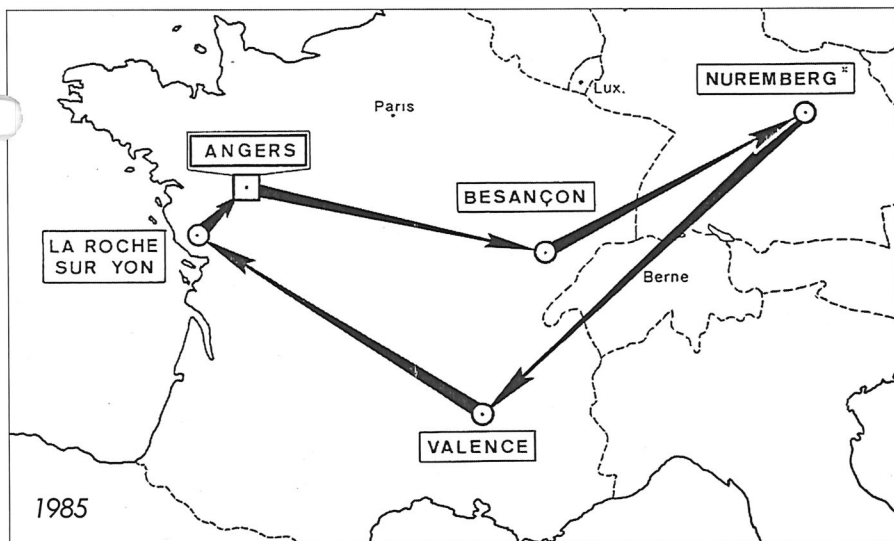 NUREMBERG*
Lux.
Paris
ANGERS
BESANÇON
LA ROCHE
SUR YON
Berne
VALENCE
1985